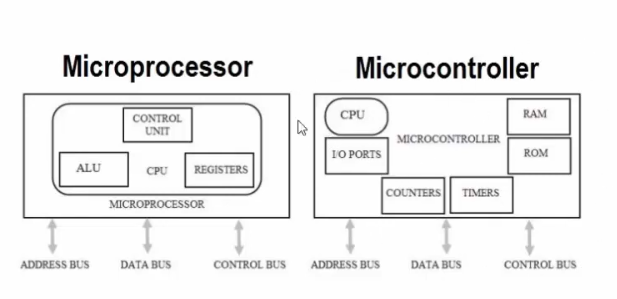 Microprocessor
CONTROL
UNIT
ALU
CPU
REGISTERS
MICROPROCESSOR
ADDRESS BUS
DATA BUS
CONTROL BUS
Microcontroller
CPU
RAM
MICROCONTROLLER
I/O PORTS
ROM
COUNTERS
TIMERS
ADDRESS BUS
DATA BUS
CONTROL BUS